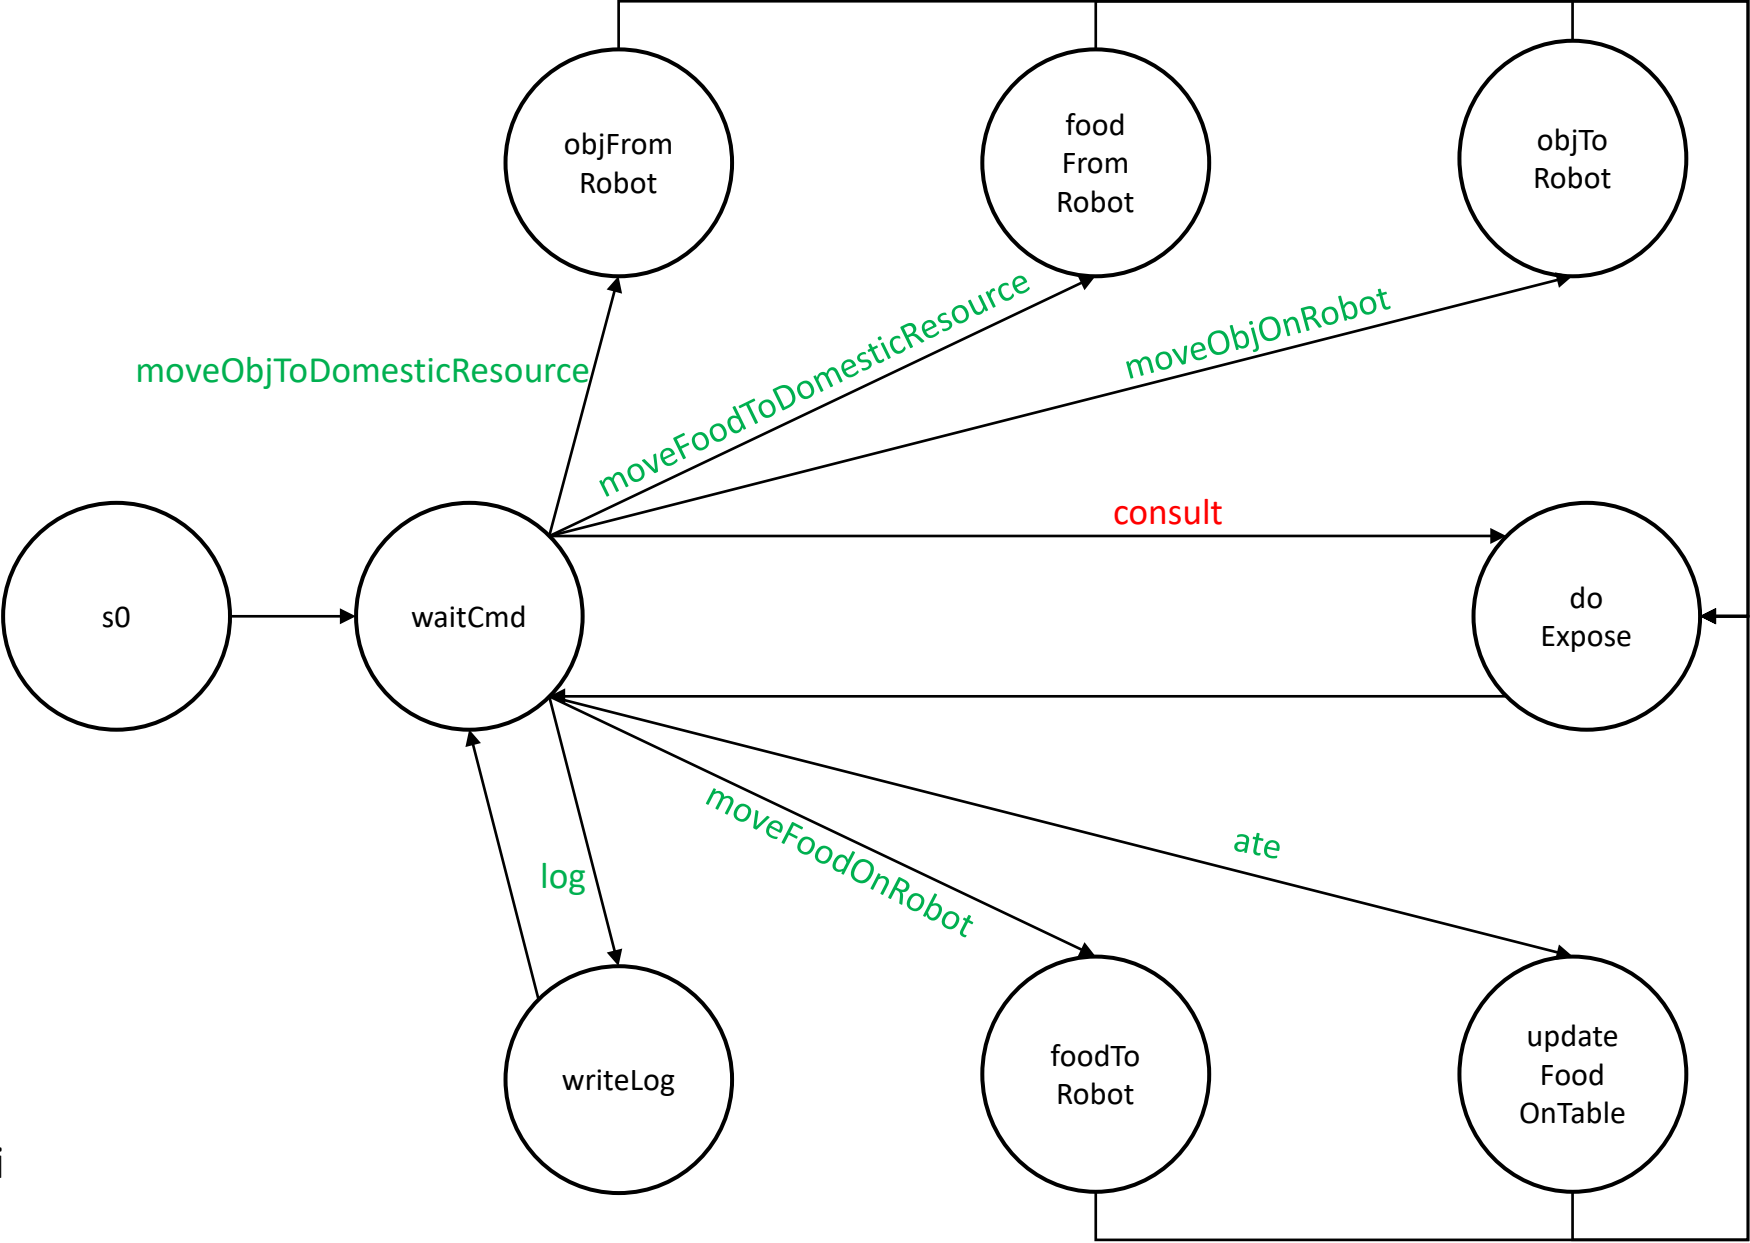 objFrom
Robot
food
From
Robot
objTo
Robot
moveObjToDomesticResource
moveFoodToDomesticResource
moveObjOnRobot
consult
s0
waitCmd
do
Expose
log
moveFoodOnRobot
ate
writeLog
foodTo
Robot
update
Food
OnTable
i